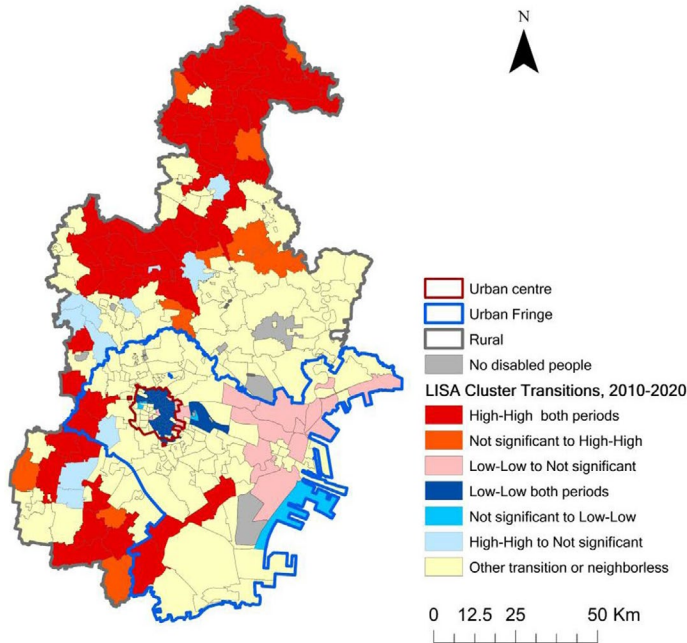 N
Urban centre
Urban Fringe
Rural
No disabled people
LISA Cluster Transitions, 2010-2020
High-High both periods
Not significant to High-High
Low-Low to Not significant
Low-Low both periods
Not significant to Low-Low
High-High to Not significant
Other transition or neighborless
0 12.5 25 50 Km